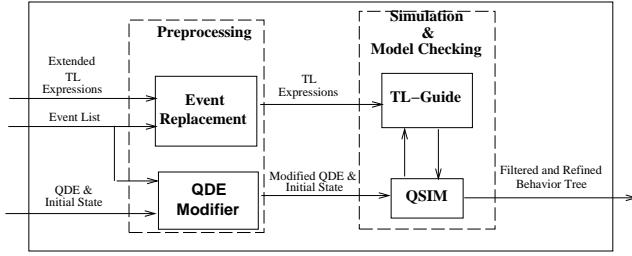 Preprocessing
Simulation
&
Model Checking
Extended
TL
Expressions
Event List
Event
Replacement
TL
Expressions
TL-Guide
QDE &
Initial State
QDE
Modifier
Modified QDE &
Initial State
QSIM
Filtered and Refined
Behavior Tree